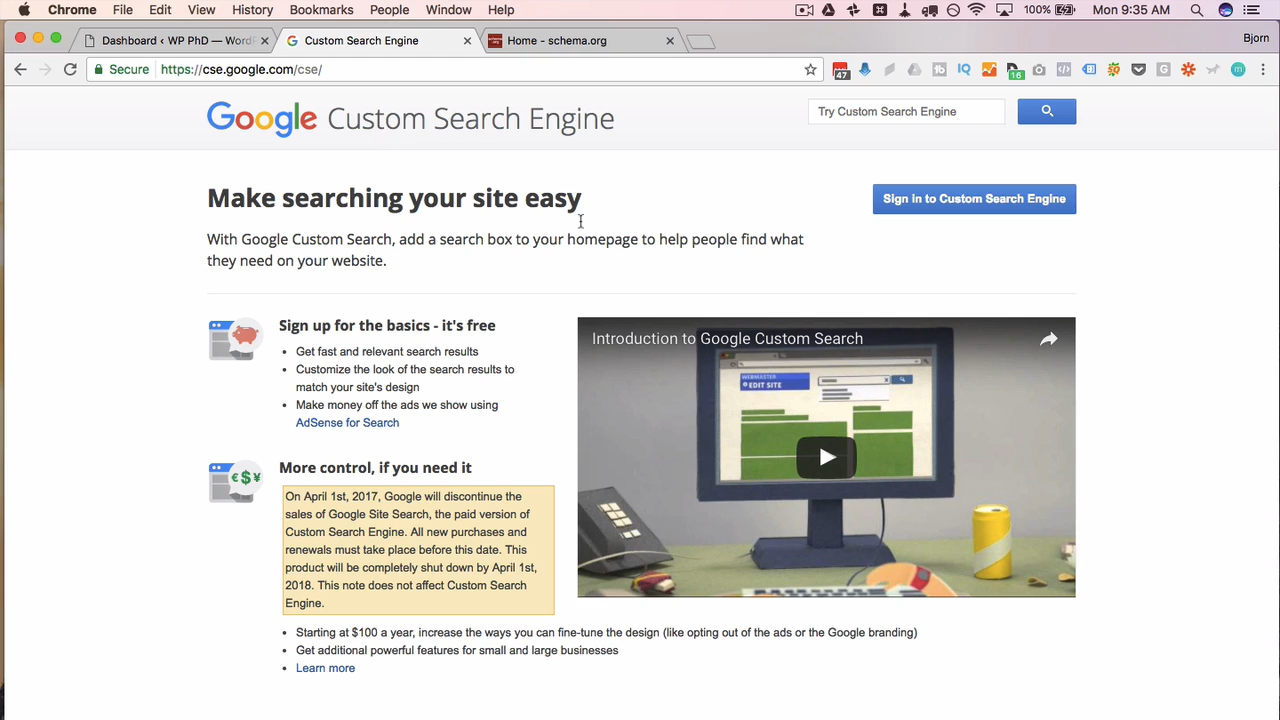 Chrome File Edit View History Bookmarks People Window Help 100% Mon 9:35 AM
Dashboard ‹ WP PhD — Word Custom Search Engine Home - schema.org Bjorn
Secure https://cse.google.com/cse/ 47 16
Google Custom Search Engine
Try Custom Search Engine
Make searching your site easy
Sign in to Custom Search Engine
With Google Custom Search, add a search box to your homepage to help people find what
they need on your website.
Sign up for the basics - it's free
Get fast and relevant search results
Customize the look of the search results to
match your site's design
Make money off the ads we show using
AdSense for Search
Introduction to Google Custom Search
WEBMASTER
EDIT SITE
More control, if you need it
On April 1st, 2017, Google will discontinue the
sales of Google Site Search, the paid version of
Custom Search Engine. All new purchases and
renewals must take place before this date. This
product will be completely shut down by April 1st,
2018. This note does not affect Custom Search
Engine.
Starting at $100 a year, increase the ways you can fine-tune the design (like opting out of the ads or the Google branding)
Get additional powerful features for small and large businesses
Learn more